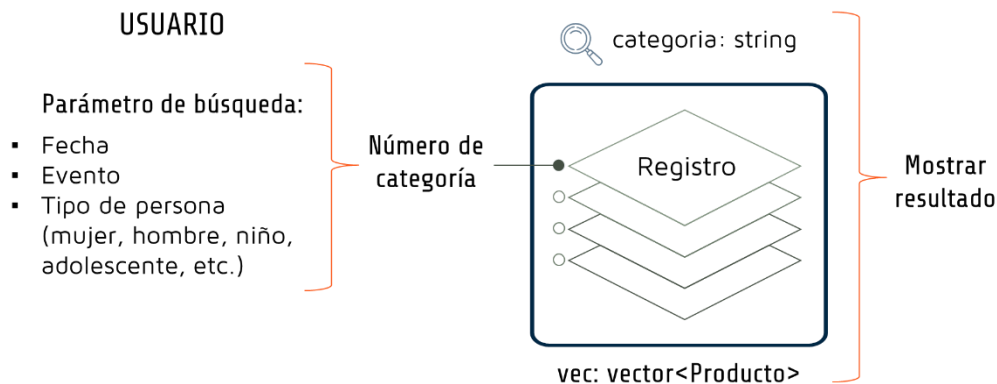 USUARIO
Parámetro de búsqueda:
▪ Fecha
▪ Evento
▪ Tipo de persona
(mujer, hombre, niño,
adolescente, etc.)
Número de
categoría
categoria: string
Registro
vec: vector<Producto>
Mostrar
resultado